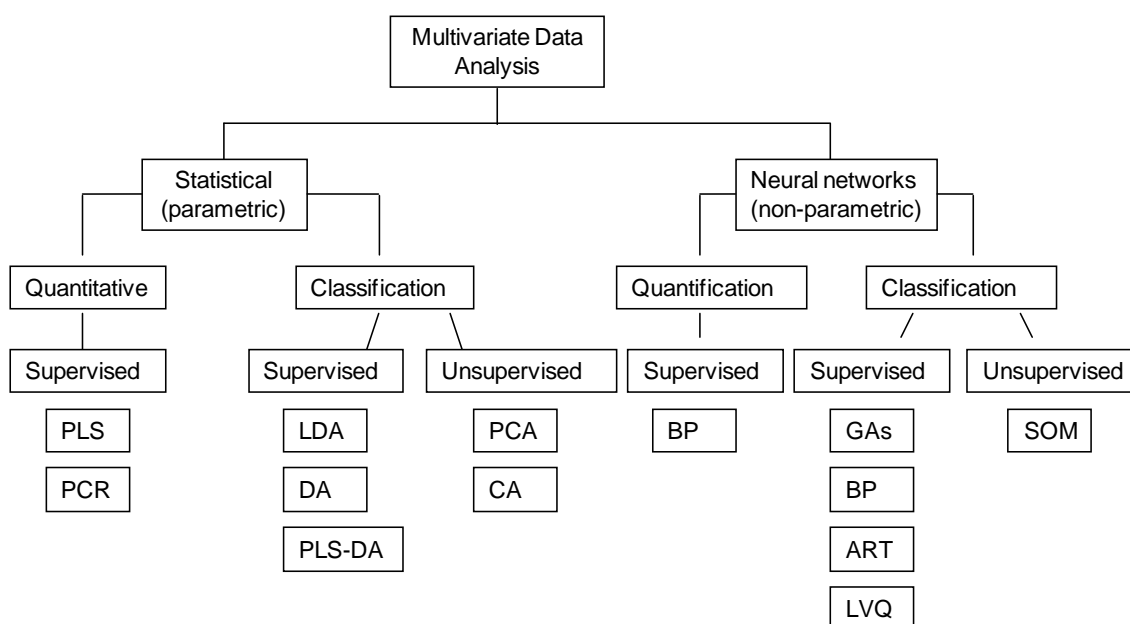 Multivariate Data
Analysis
Statistical
(parametric)
Neural networks
(non-parametric)
Quantitative
Classification
Quantification
Classification
Supervised
Supervised
Unsupervised
Supervised
Supervised
Unsupervised
PLS
LDA
PCA
BP
GAs
SOM
PCR
DA
CA
BP
PLS-DA
ART
LVQ